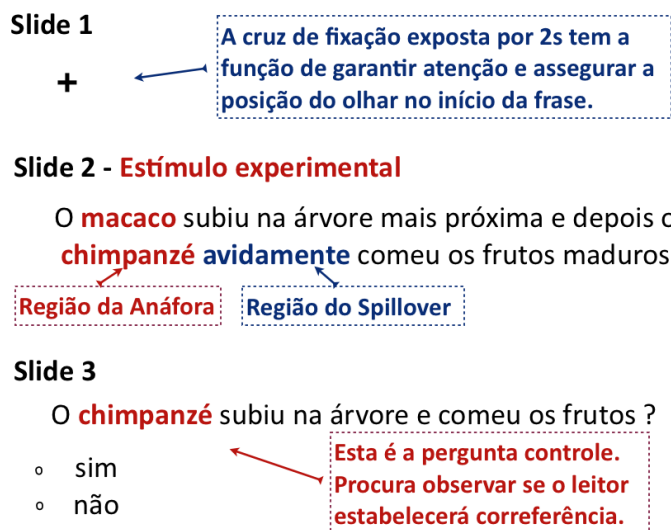 Slide 1
A cruz de fixação exposta por 2s tem a
função de garantir atenção e assegurar a
posição do olhar no início da frase.
+
Slide 2 - Estímulo experimental
O macaco subiu na árvore mais próxima e depois o
chimpanzé avidamente comeu os frutos maduros
Região da Anáfora
Região do Spillover
Slide 3
O chimpanzé subiu na árvore e comeu os frutos ?
sim
não
Esta é a pergunta controle.
Procura observar se o leitor
estabelecerá correferência.